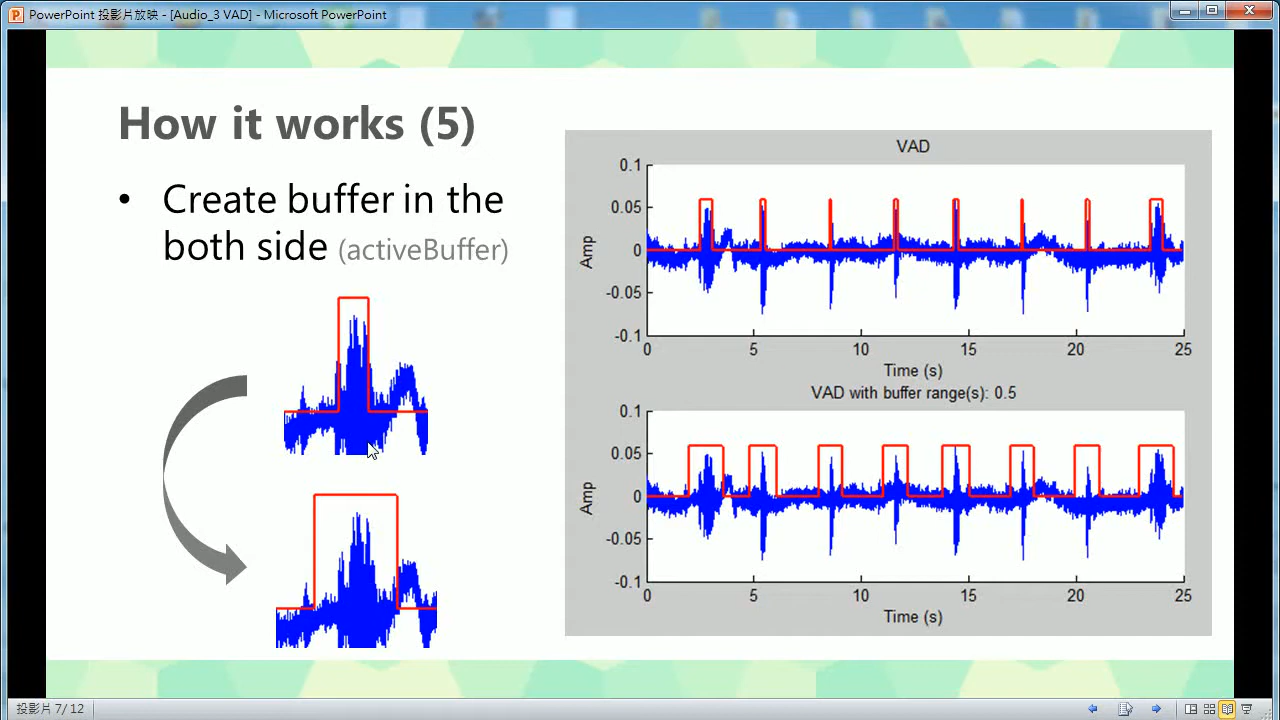 PowerPoint 投影片放映 - [Audio_3 VAD] - Microsoft PowerPoint
How it works (5)
• Create buffer in the
both side (activeBuffer)
VAD
0.1
0.05
0
-0.05
-0.1
Amp
0 5 10 15 20 25
Time (s)
VAD with buffer range(s): 0.5
0.1
0.05
0
-0.05
-0.1
Amp
0 5 10 15 20 25
Time (s)
投影片 7/12